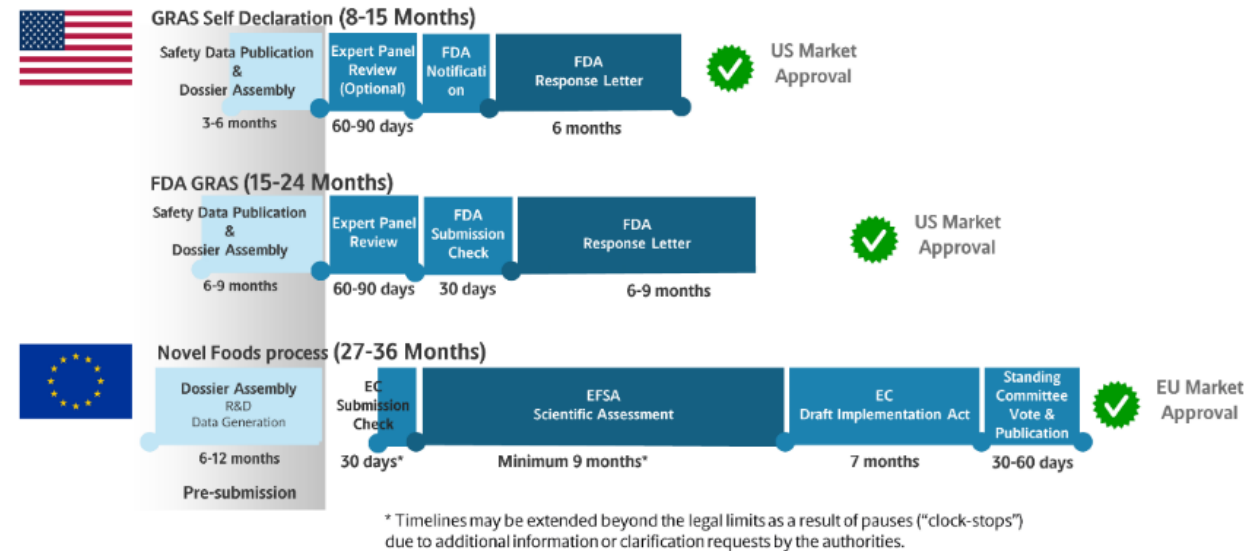 GRAS Self Declaration (8-15 Months)
Safety Data Publication
&
Dossier Assembly
3-6 months
Expert Panel
Review
(Optional)
60-90 days
FDA
Notificati
on
FDA
Response Letter
6 months
US Market
Approval
FDA GRAS (15-24 Months)
Safety Data Publication
&
Dossier Assembly
6-9 months
Expert Panel
Review
60-90 days
FDA
Submission
Check
30 days
FDA
Response Letter
6-9 months
US Market
Approval
Novel Foods process (27-36 Months)
Dossier Assembly
R&D
Data Generation
6-12 months
Pre-submission
EC
Submission
Check
30 days*
EFSA
Scientific Assessment
Minimum 9 months*
EC
Draft Implementation Act
7 months
Standing
Committee
Vote &
Publication
30-60 days
EU Market
Approval
* Timelines may be extended beyond the legal limits as a result of pauses (“clock-stops”)
due to additional information or clarification requests by the authorities.